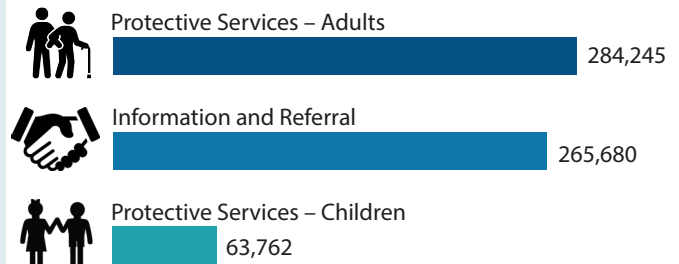 Protective Services – Adults
284,245
Information and Referral
265,680
Protective Services – Children
63,762